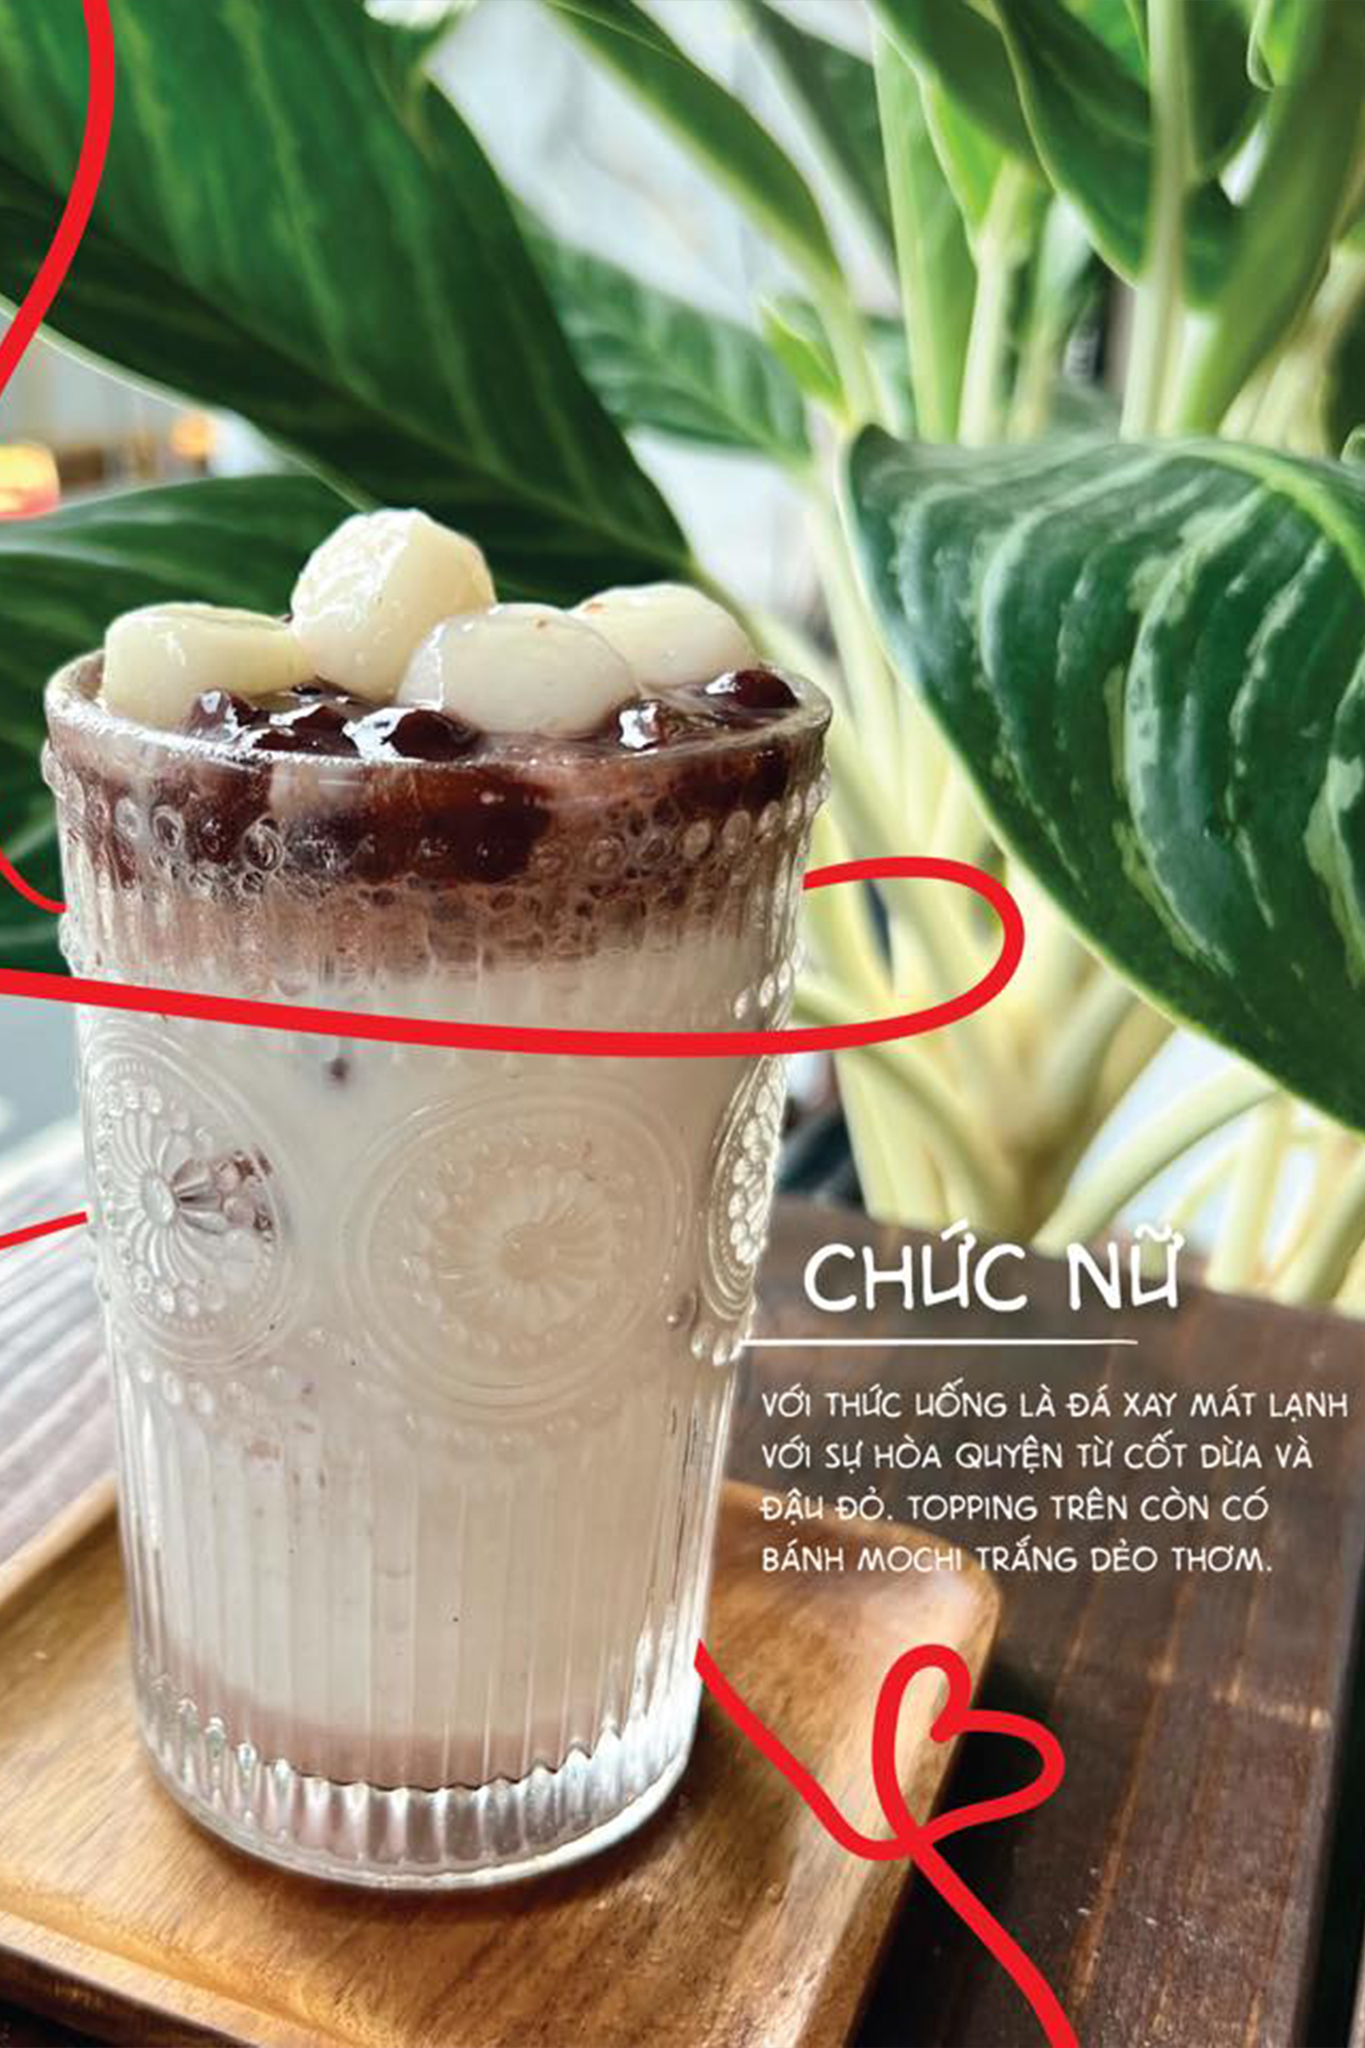 CHỨC NỮ
VỚI THỨC UỐNG LÀ ĐÁ XAY MÁT LẠNH
VỚI SỰ HÒA QUYỆN TỪ CỐT DỪA VÀ
ĐẬU ĐỎ. TOPPING TRÊN CÒN CÓ
BÁNH MOCHI TRẮNG DẺO THƠM.